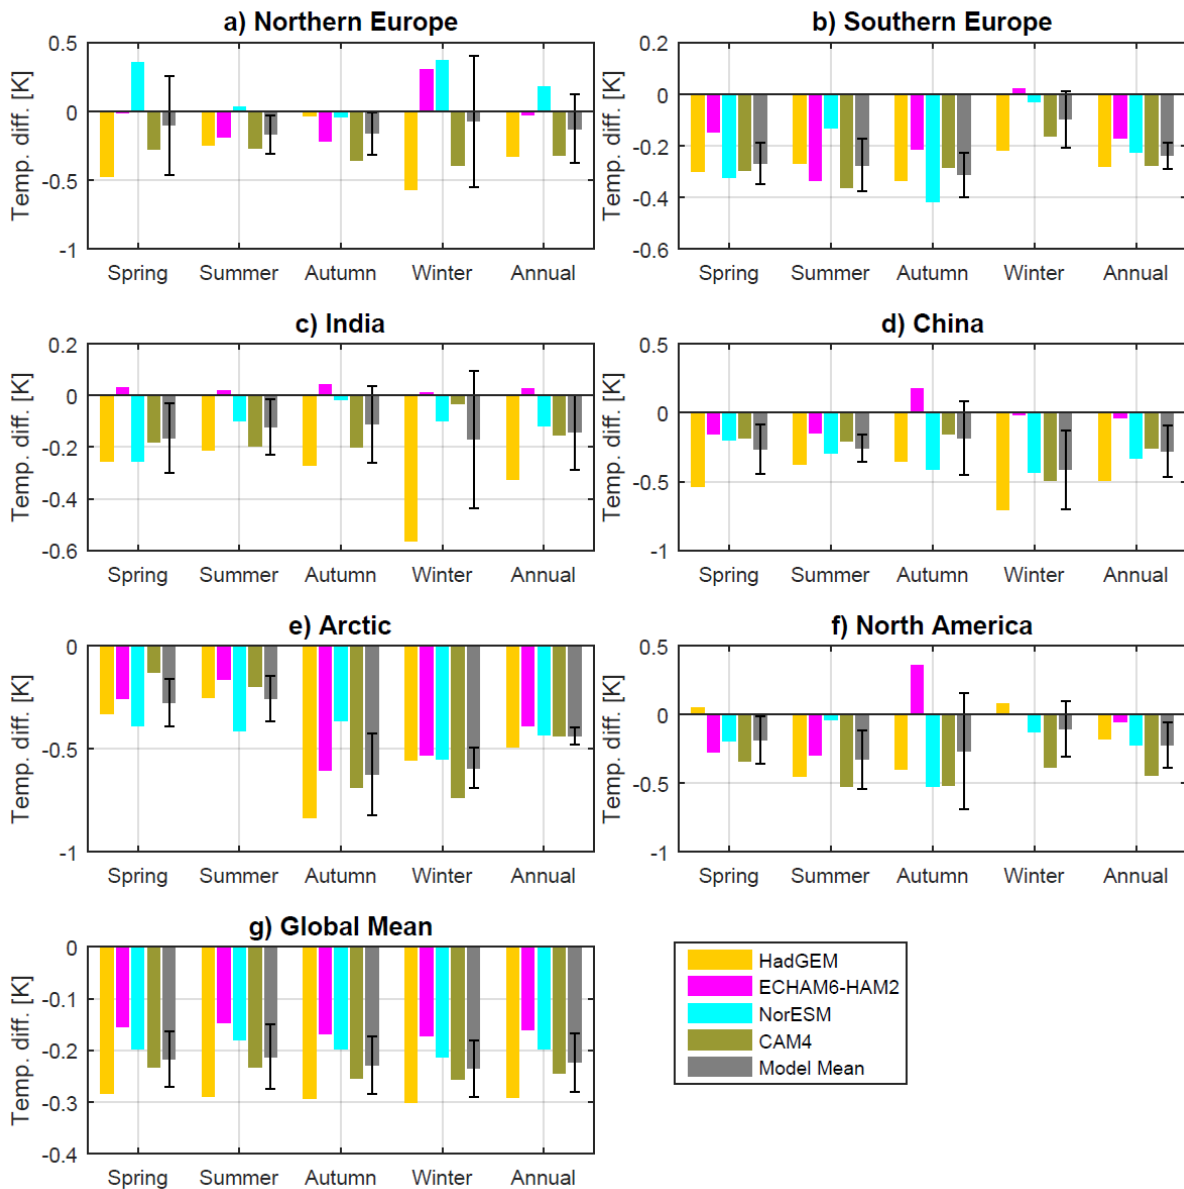 a) Northern Europe
Temp. diff. [K]
0.5
0
-0.5
-1
Spring Summer Autumn Winter Annual
b) Southern Europe
Temp. diff. [K]
0.2
0
-0.2
-0.4
-0.6
Spring Summer Autumn Winter Annual
c) India
Temp. diff. [K]
0.2
0
-0.2
-0.4
-0.6
Spring Summer Autumn Winter Annual
d) China
Temp. diff. [K]
0.5
0
-0.5
-1
Spring Summer Autumn Winter Annual
e) Arctic
Temp. diff. [K]
0
-0.5
-1
Spring Summer Autumn Winter Annual
f) North America
Temp. diff. [K]
0.5
0
-0.5
-1
Spring Summer Autumn Winter Annual
g) Global Mean
Temp. diff. [K]
0
-0.1
-0.2
-0.3
-0.4
Spring Summer Autumn Winter Annual
HadGEM
ECHAM6-HAM2
NorESM
CAM4
Model Mean